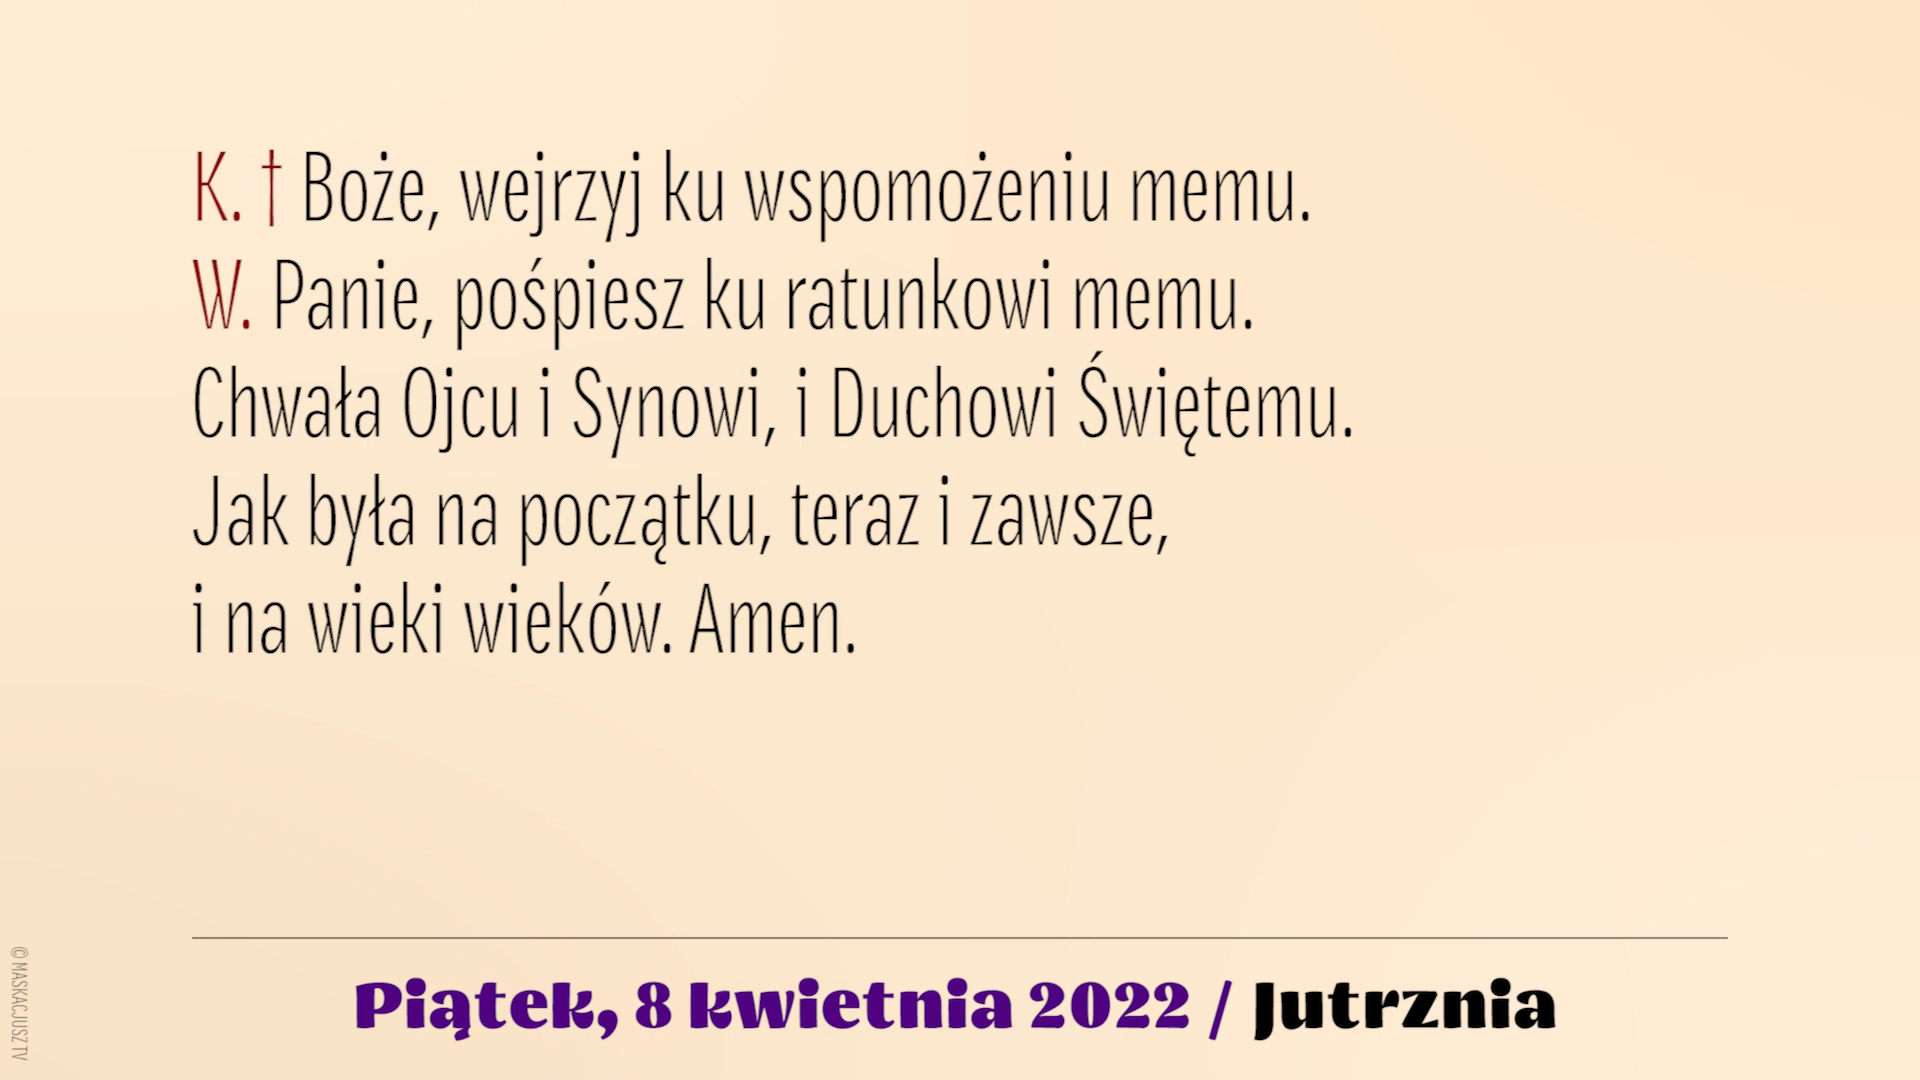 K. † Boże, wejrzyj ku wspomożeniu memu.
W. Panie, pośpiesz ku ratunkowi memu.
Chwała Ojcu i Synowi, i Duchowi Świętemu.
Jak była na początku, teraz i zawsze,
i na wieki wieków. Amen.
Piątek, 8 kwietnia 2022 / Jutrznia
© MASKACJUSZ TV